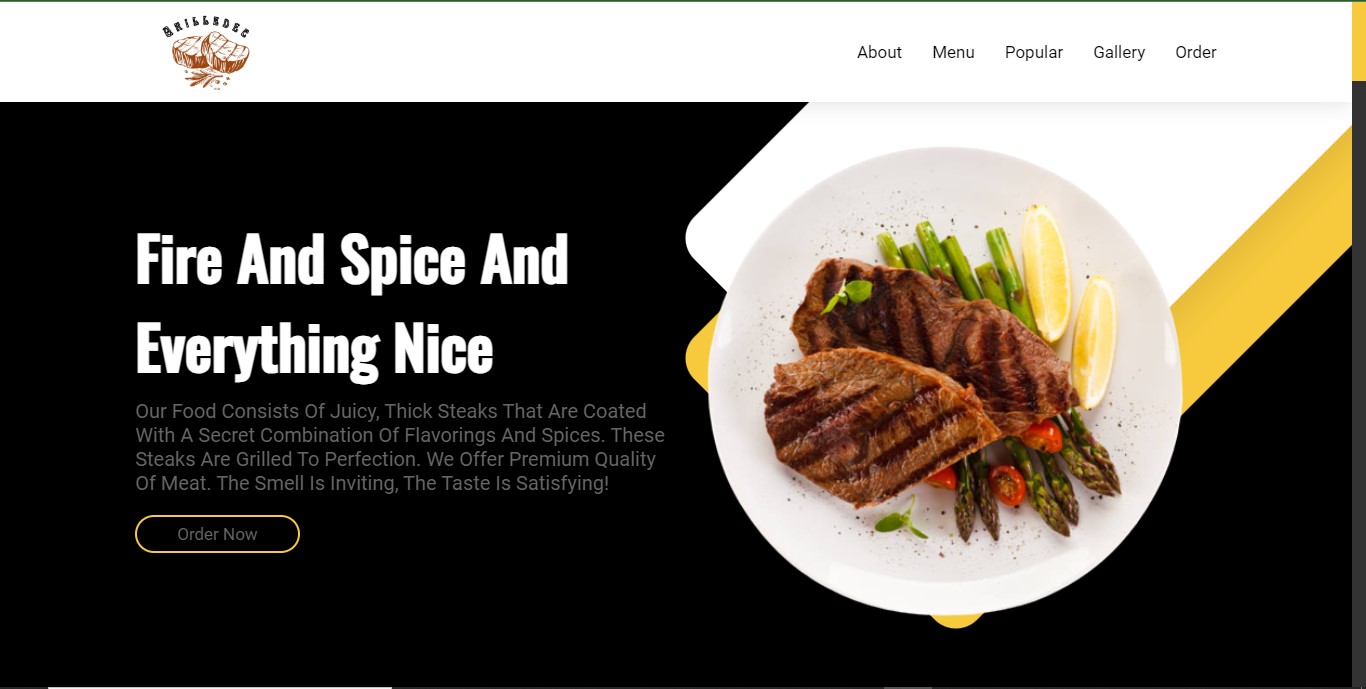 GRILLEDEC
About Menu Popular Gallery Order
Fire And Spice And
Everything Nice
Our Food Consists Of Juicy, Thick Steaks That Are Coated
With A Secret Combination Of Flavorings And Spices. These
Steaks Are Grilled To Perfection. We Offer Premium Quality
Of Meat. The Smell Is Inviting, The Taste Is Satisfying!
Order Now